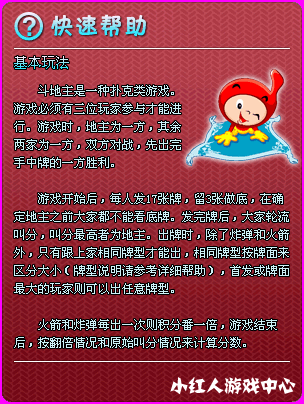 快速帮助
基本玩法
斗地主是一种扑克类游戏。
游戏必须有三位玩家参与才能进
行。游戏时，地主为一方，其余
两家为一方，双方对战，先出完
手中牌的一方胜利。
游戏开始后，每人发17张牌，留3张做底，在确
定地主之前大家都不能看底牌。发完牌后，大家轮流
叫分，叫分最高者为地主。出牌时，除了炸弹和火箭
外，只有跟上家相同牌型才能出，相同牌型按牌面来
区分大小（牌型说明请参考详细帮助），首发或牌面
最大的玩家则可以出任意牌型。
火箭和炸弹每出一次则积分番一倍，游戏结束
后，按翻倍情况和原始叫分情况来计算分数。
小红人游戏中心